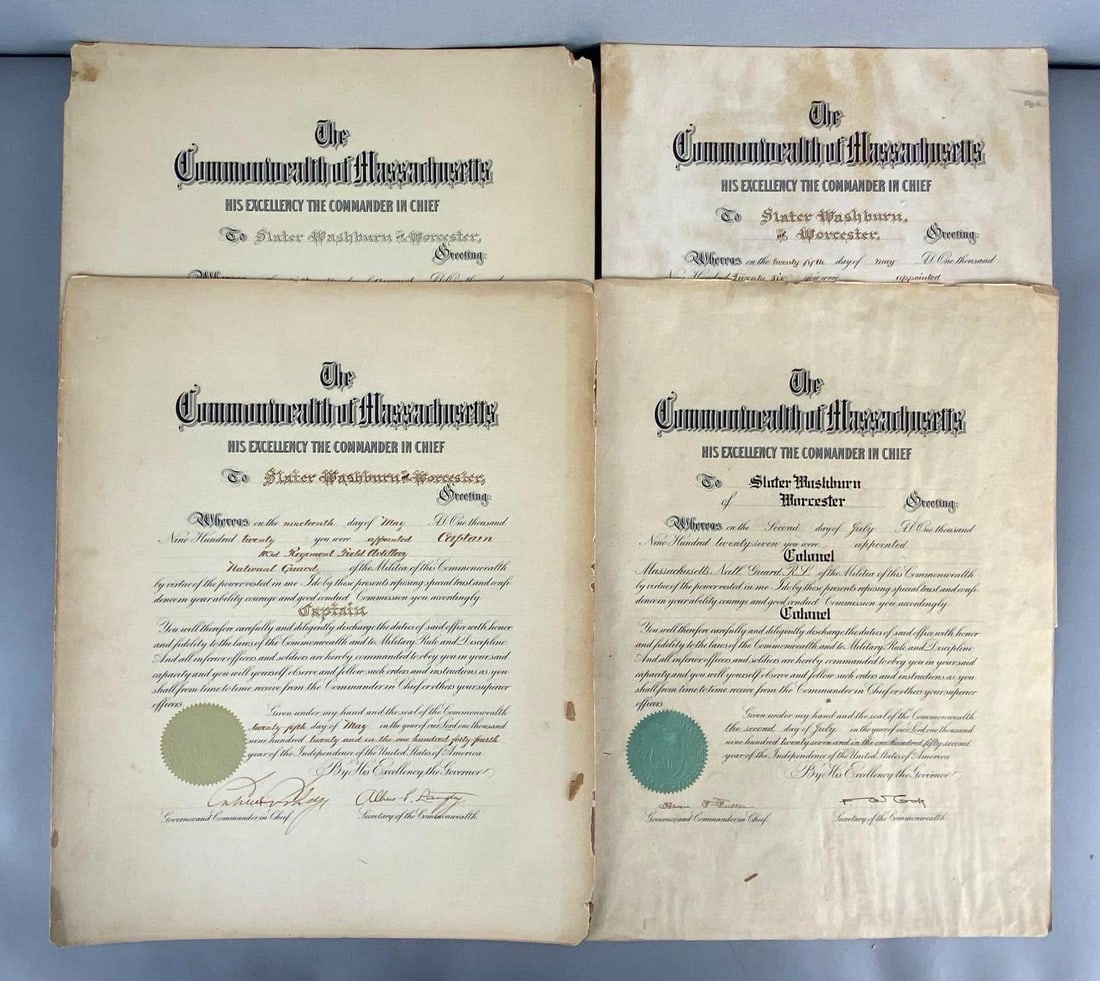 The
Commonwealth of Massachusetts
HIS EXCELLENCY THE COMMANDER IN CHIEF
To Slater Washburn of Worcester,
Greeting:
Whereas
The
Commonwealth of Massachusetts
HIS EXCELLENCY THE COMMANDER IN CHIEF
To Slater Washburn,
of Worcester, Greeting:
Whereas on the twenty fifth day of May A.D. One thousand
Nine Hundred twenty six you were appointed
The
Commonwealth of Massachusetts
HIS EXCELLENCY THE COMMANDER IN CHIEF
To Slater Washburn of Worcester,
Greeting:
Whereas on the nineteenth day of May A.D. One thousand
Nine Hundred twenty you were appointed Captain
103d Regiment Field Artillery
National Guard of the Militia of this Commonwealth
by virtue of the power vested in me I do by these presents reposing special trust and confi-
dence in your ability courage and good conduct Commission you accordingly
Captain
You will therefore carefully and diligently discharge the duties of said office with honor
and fidelity to the laws of the Commonwealth and to Military Rule and Discipline
And all inferior officers and soldiers are hereby commanded to obey you in your said
capacity and you will yourself observe and follow such orders and instructions as you
shall from time to time receive from the Commander in Chief or others your superior
officers
Given under my hand and the seal of the Commonwealth
twenty fifth day of May in the year of our Lord one thousand
nine hundred twenty and in the one hundred forty fourth
year of the Independence of the United States of America
By His Excellency the Governor
Governor and Commander in Chief. Secretary of the Commonwealth.
The
Commonwealth of Massachusetts
HIS EXCELLENCY THE COMMANDER IN CHIEF
To Slater Washburn
of Worcester Greeting:
Whereas on the Second day of July A.D. One thousand
Nine Hundred twenty-seven you were appointed
Colonel
Massachusetts Natl Guard R.L. of the Militia of this Commonwealth
by virtue of the power vested in me I do by these presents reposing special trust and confi-
dence in your ability courage and good conduct Commission you accordingly
Colonel
You will therefore carefully and diligently discharge the duties of said office with honor
and fidelity to the laws of the Commonwealth and to Military Rule and Discipline
And all inferior officers and soldiers are hereby commanded to obey you in your said
capacity and you will yourself observe and follow such orders and instructions as you
shall from time to time receive from the Commander in Chief or others your superior
officers
Given under my hand and the seal of the Commonwealth
the second day of July in the year of our Lord one thousand
nine hundred twenty seven and in the one hundred fifty second
year of the Independence of the United States of America
By His Excellency the Governor
Fuller
Governor and Commander in Chief. Secretary of the Commonwealth.